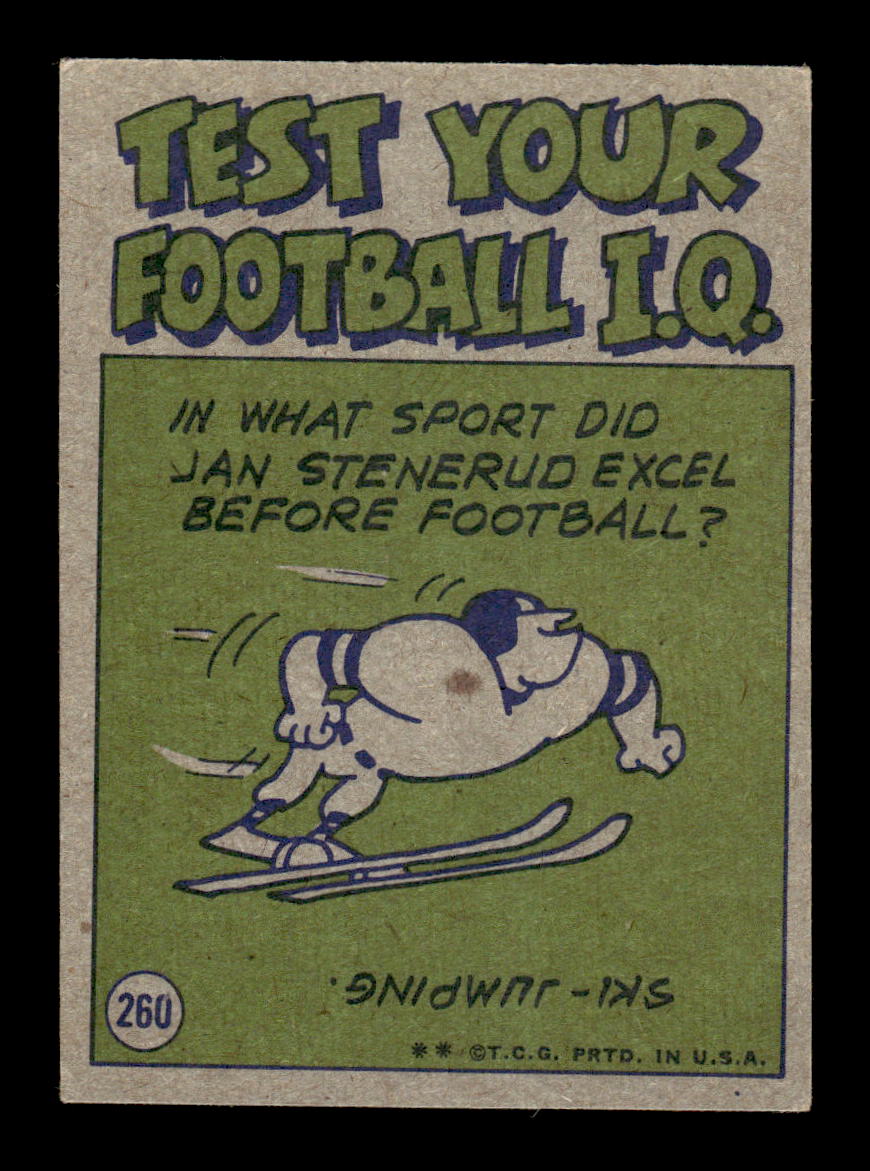 TEST YOUR
FOOTBALL I.Q.
IN WHAT SPORT DID
JAN STENERUD EXCEL
BEFORE FOOTBALL?
SKI-JUMPING.
260
** ©T.C.G. PRTD. IN U.S.A.